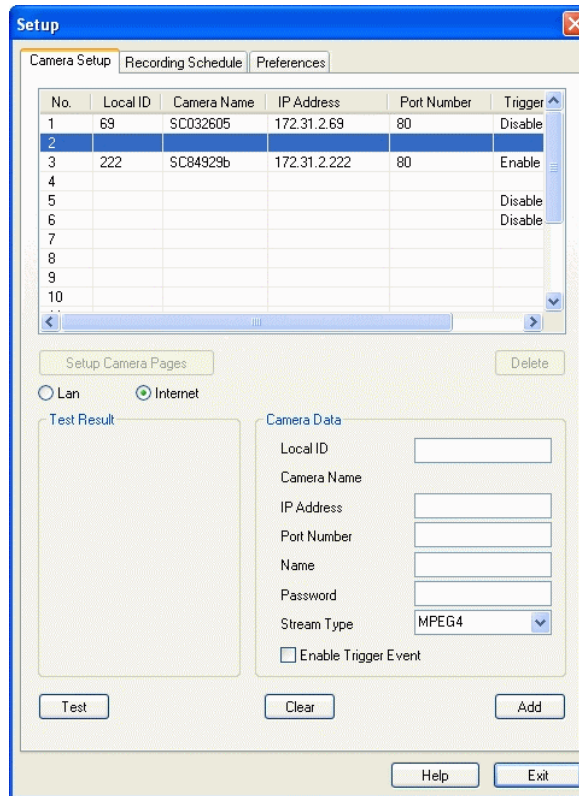 Setup
Camera Setup Recording Schedule Preferences
No. Local ID Camera Name IP Address Port Number Trigger
1 69 SC032605 172.31.2.69 80 Disable
2
3 222 SC84929b 172.31.2.222 80 Enable
4
5 Disable
6 Disable
7
8
9
10
Setup Camera Pages Delete
Lan Internet
Test Result Camera Data
Local ID
Camera Name
IP Address
Port Number
Name
Password
Stream Type MPEG4
Enable Trigger Event
Test Clear Add
Help Exit